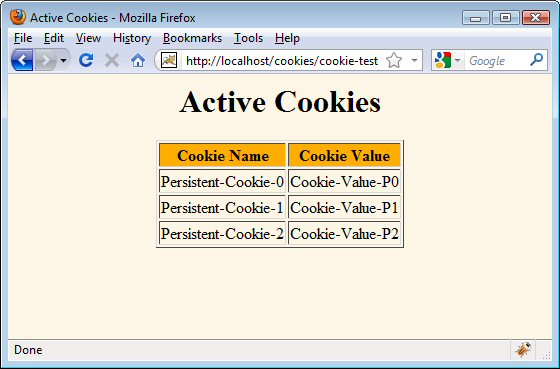 Active Cookies - Mozilla Firefox
File Edit View History Bookmarks Tools Help
http://localhost/cookies/cookie-test Google
Active Cookies
Cookie Name Cookie Value
Persistent-Cookie-0 Cookie-Value-P0
Persistent-Cookie-1 Cookie-Value-P1
Persistent-Cookie-2 Cookie-Value-P2
Done